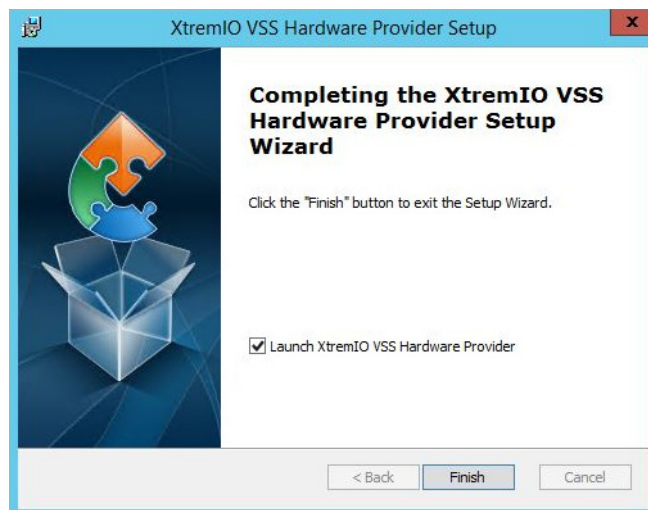 XtremIO VSS Hardware Provider Setup
x
Completing the XtremIO VSS
Hardware Provider Setup
Wizard
Click the "Finish" button to exit the Setup Wizard.
Launch XtremIO VSS Hardware Provider
< Back
Finish
Cancel